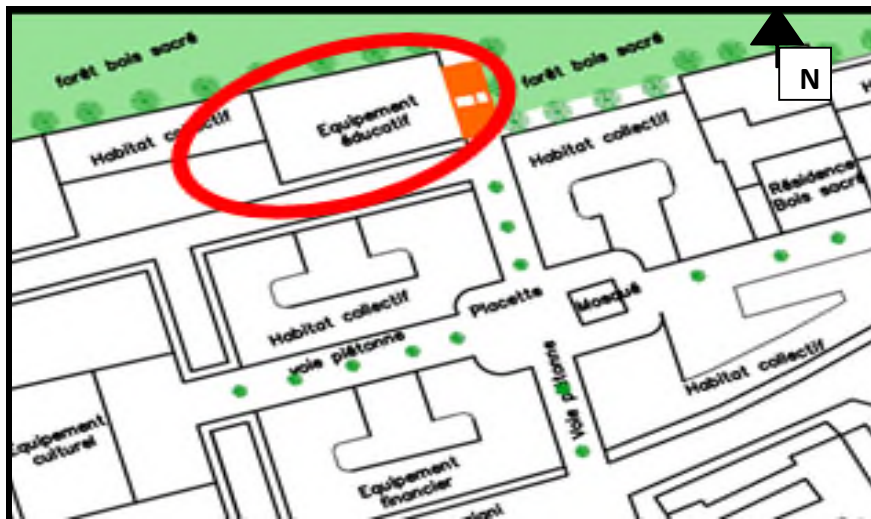 forêt bois sacré
forêt bois sacré
N
Habitat collectif
Equipement
éducatif
Habitat collectif
H
Résidence
Bois sacré
Placette
Mosqué
Habitat collectif
voie piétonne
Habitat collectif
voie piétonne
Equipement
culturel
Equipement
financier